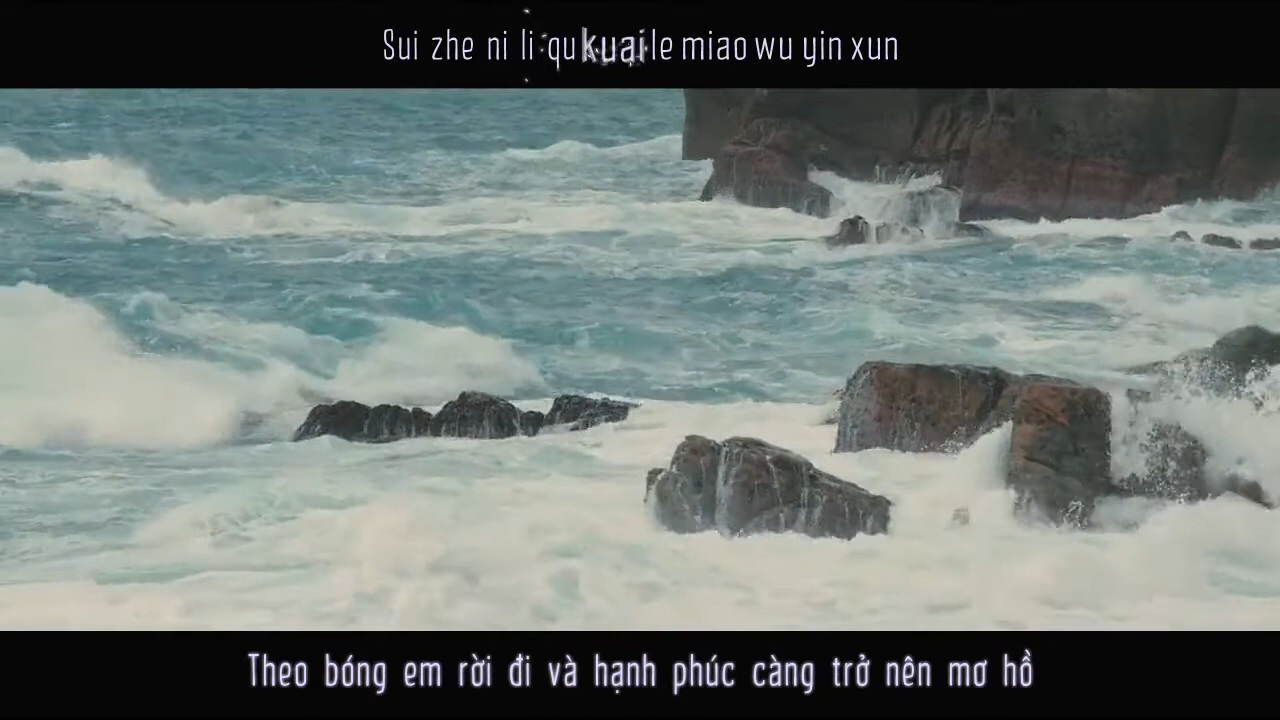 Sui zhe ni li qu kuai le miao wu yin xun
Theo bóng em rời đi và hạnh phúc càng trở nên mơ hồ